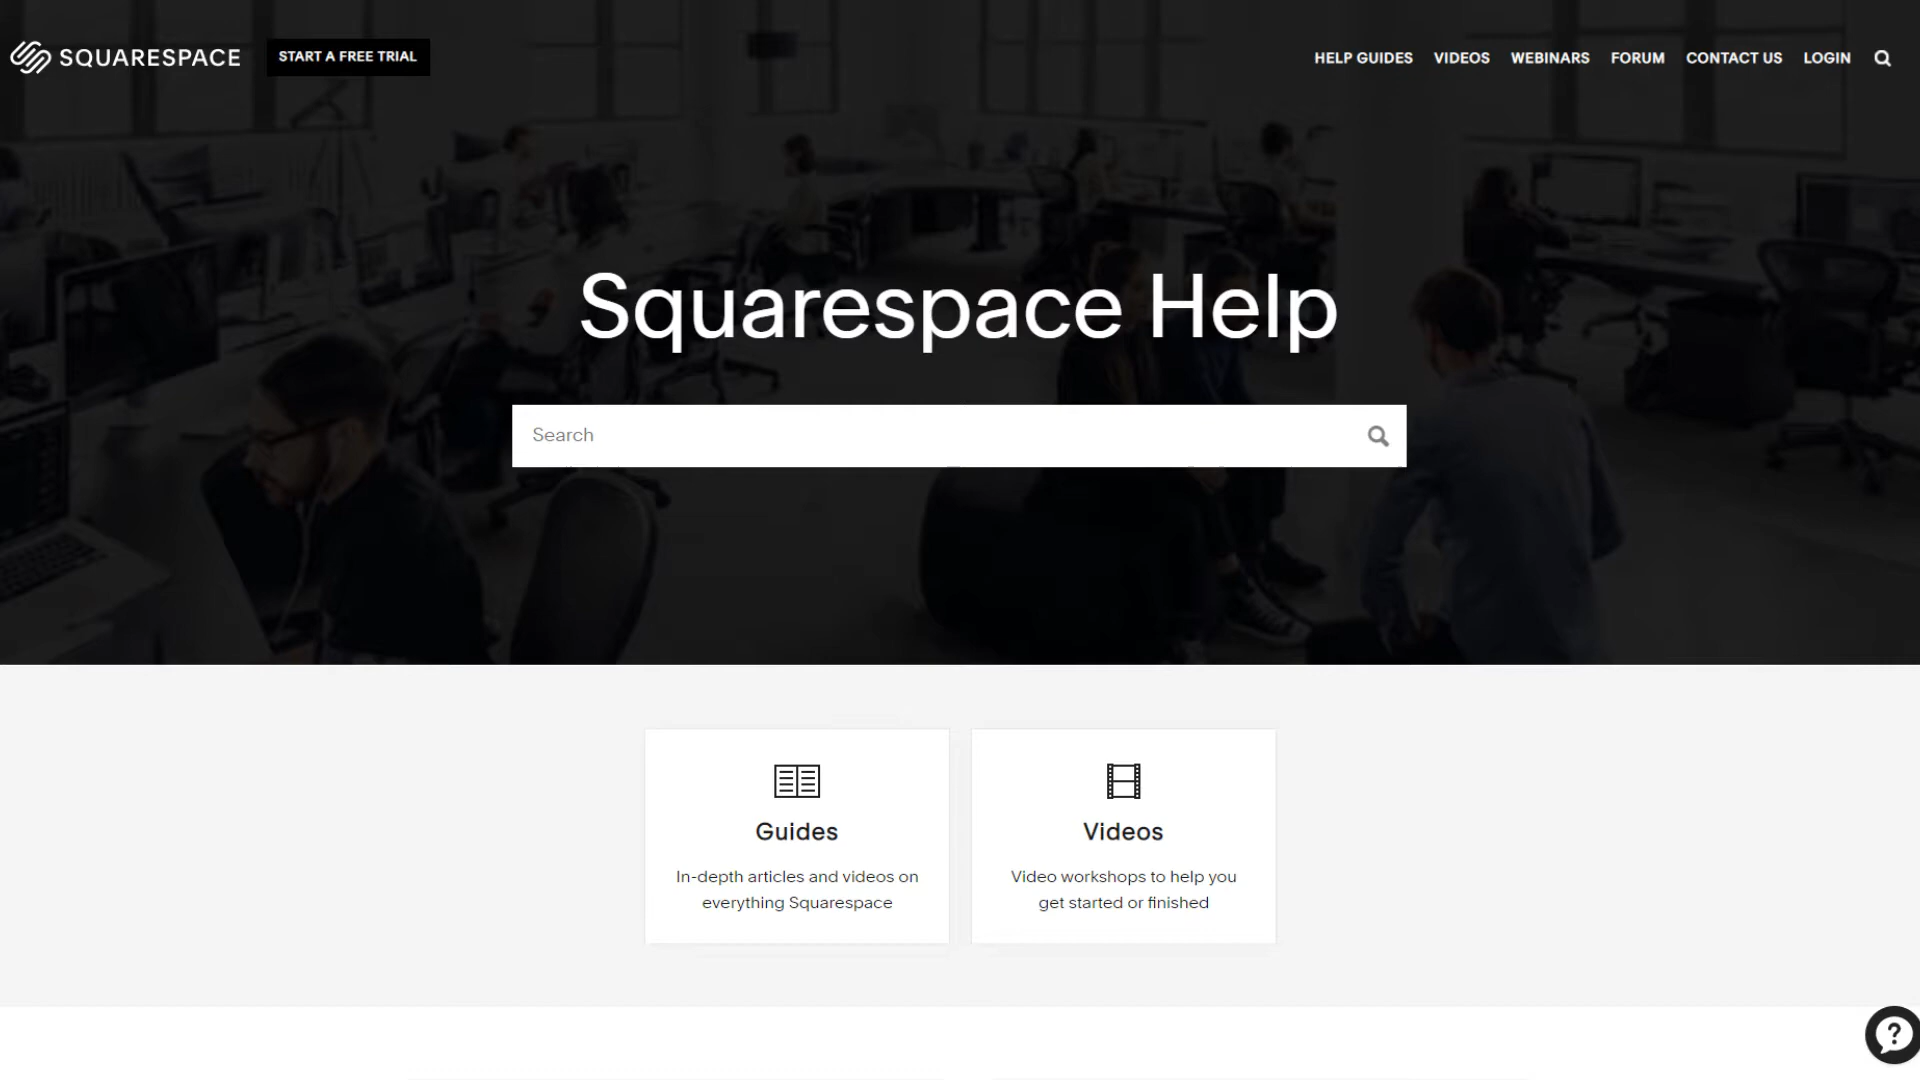 SQUARESPACE
START A FREE TRIAL
HELP GUIDES
VIDEOS
WEBINARS
FORUM
CONTACT US
LOGIN
Squarespace Help
Search
Guides
In-depth articles and videos on
everything Squarespace
Videos
Video workshops to help you
get started or finished
?